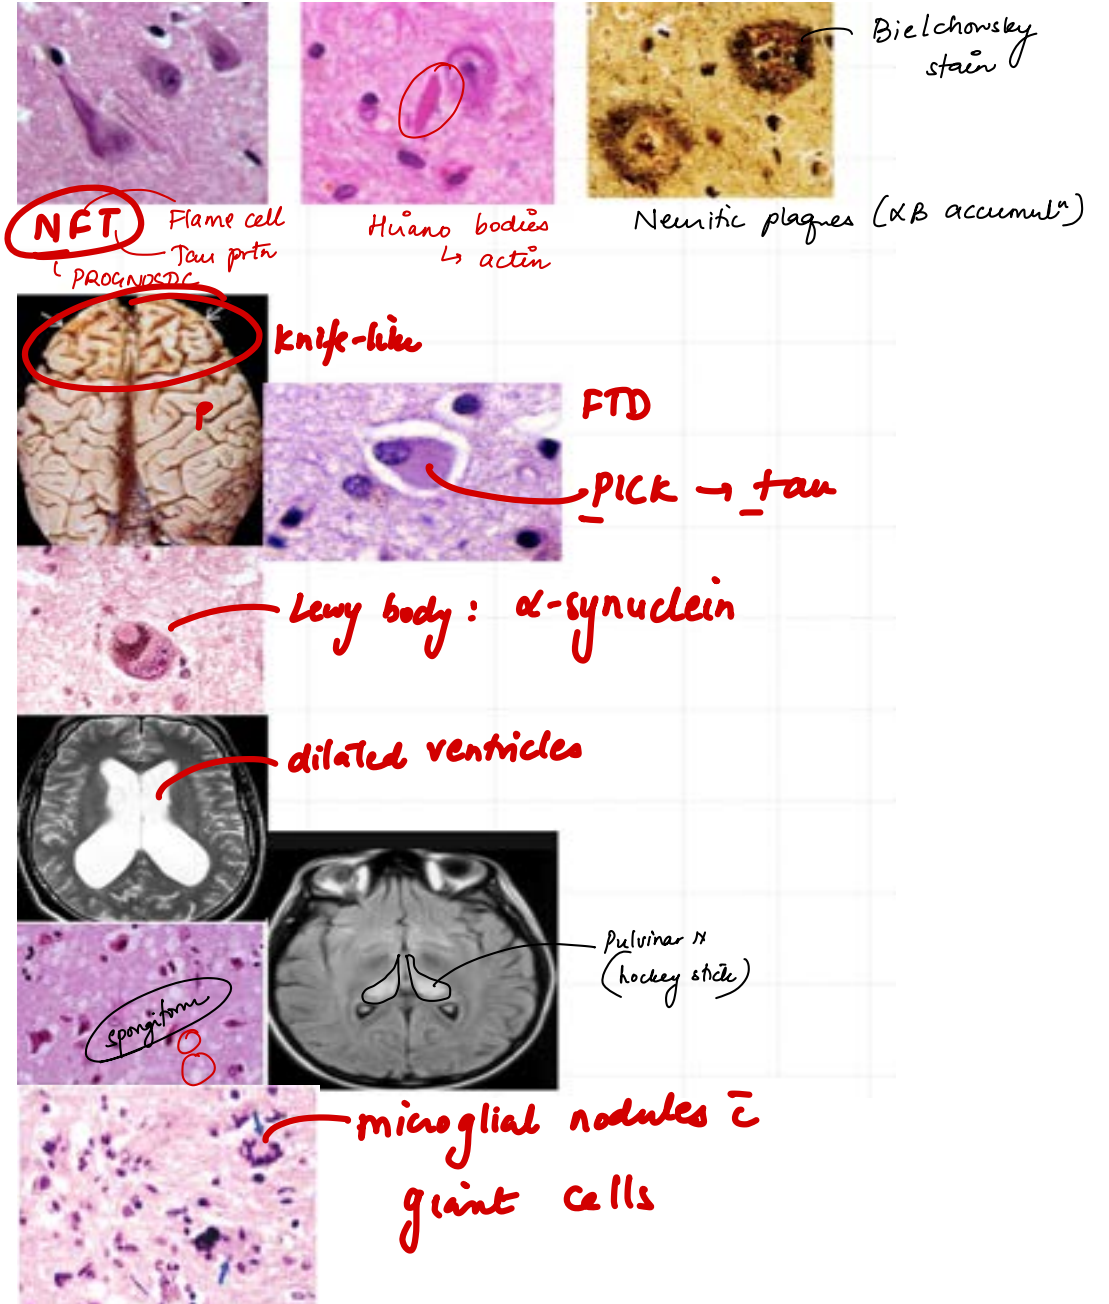 Bielchowsky
stain
NFT
Flame cell
Tau prtn
PROGNOSTIC
Hirano bodies
↳ actin
Neuritic plaques (αB accumulⁿ)
knife-like
P
FTD
PICK → tau
Lewy body: α-synuclein
dilated ventricles
Pulvinar
(hockey stick)
spongiform
microglial nodules c̄
giant cells